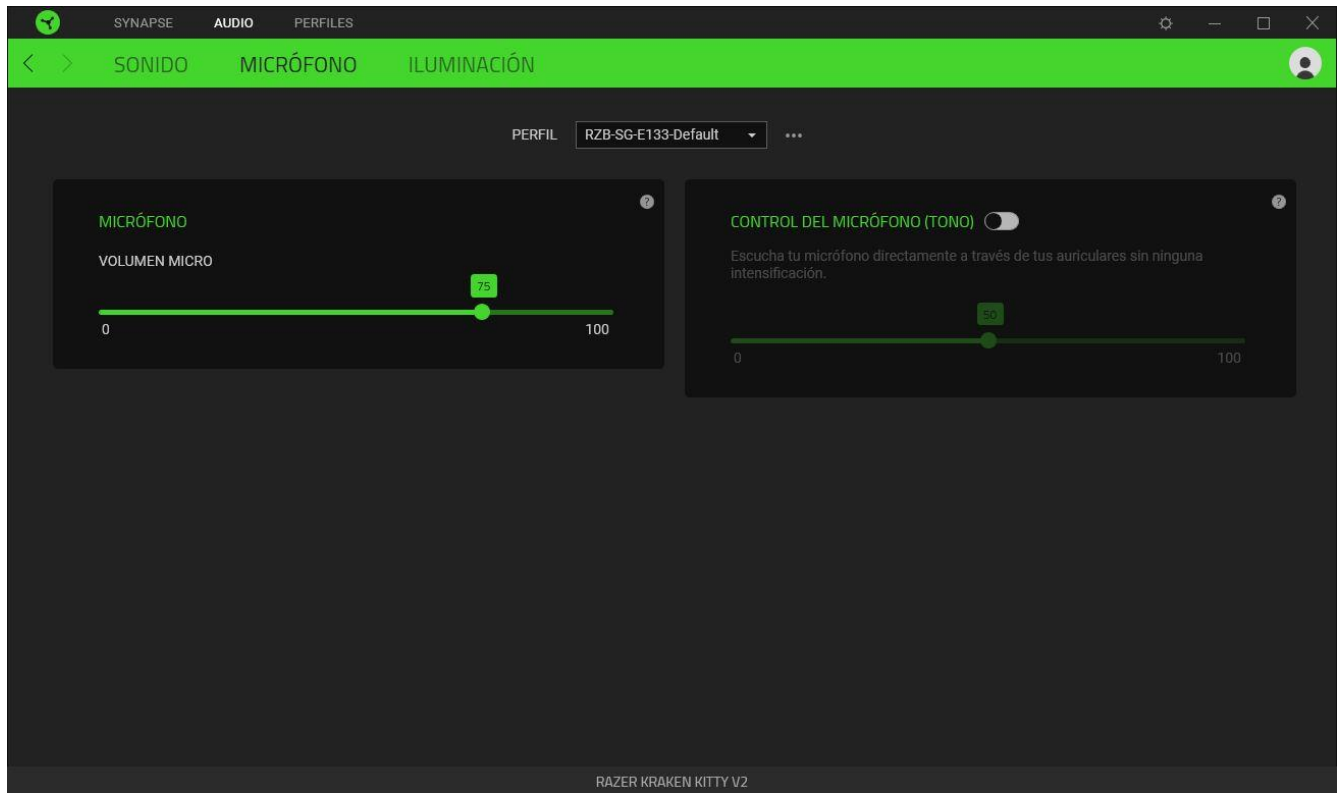 SYNAPSE AUDIO PERFILES
SONIDO MICRÓFONO ILUMINACIÓN
PERFIL RZB-SG-E133-Default
MICRÓFONO
VOLUMEN MICRO
75
0 100
CONTROL DEL MICRÓFONO (TONO)
Escucha tu micrófono directamente a través de tus auriculares sin ninguna
intensificación.
50
0 100
RAZER KRAKEN KITTY V2